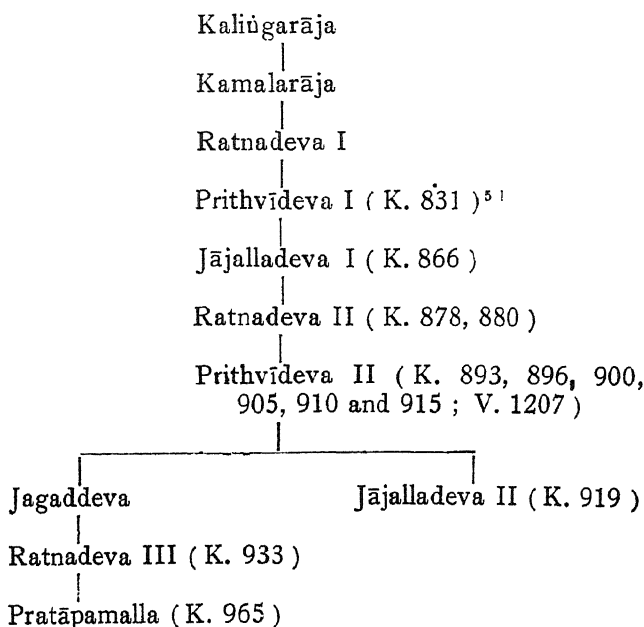 Kaliṅgarāja
Kamalarāja
Ratnadeva I
Prithvīdeva I ( K. 831 )⁵¹
Jājalladeva I ( K. 866 )
Ratnadeva II ( K. 878, 880 )
Prithvīdeva II ( K. 893, 896, 900,
905, 910 and 915 ; V. 1207 )
Jagaddeva Jājalladeva II ( K. 919 )
Ratnadeva III ( K. 933 )
Pratāpamalla ( K. 965 )